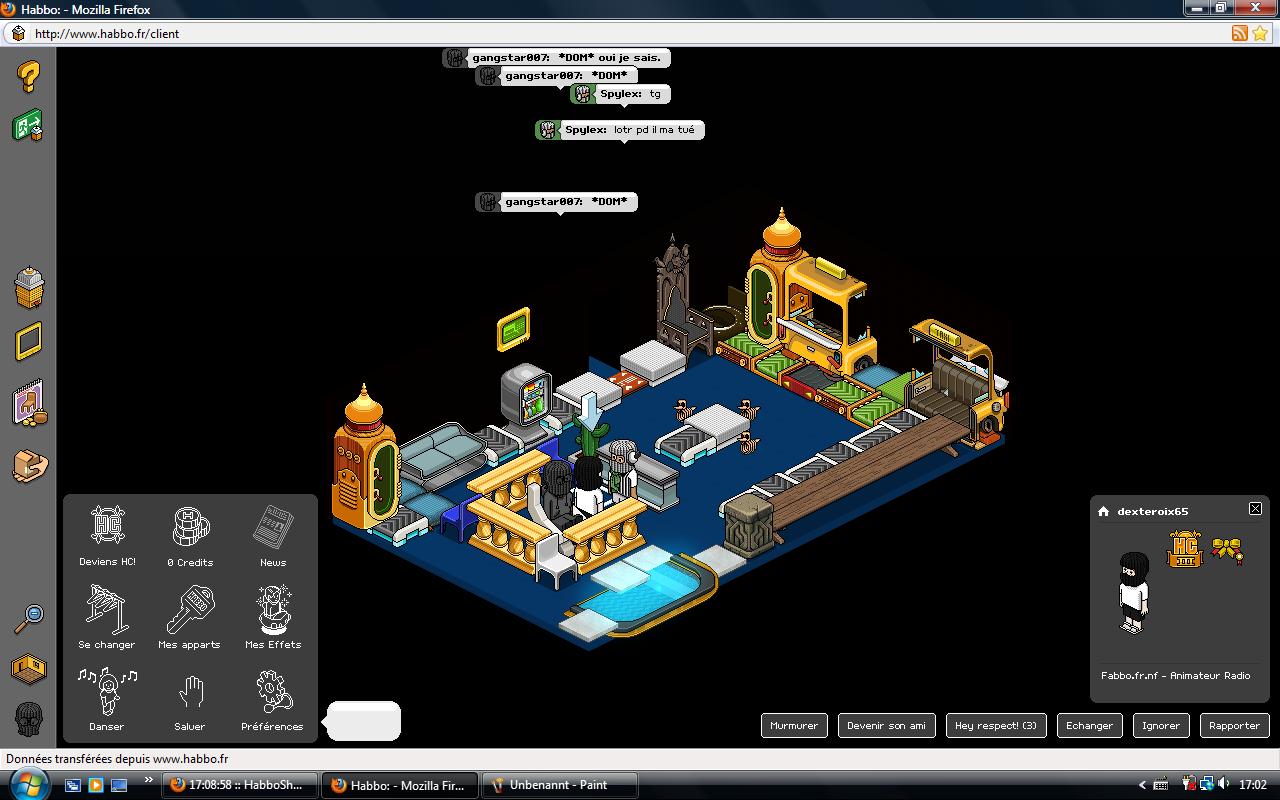 Habbo: - Mozilla Firefox
http://www.habbo.fr/client
gangstar007: *DOM* oui je sais.
gangstar007: *DOM*
Spylex: tg
Spylex: lotr pd il ma tué
gangstar007: *DOM*
TAXI
HC
Deviens HC!
0 Credits
News
Se changer
Mes apparts
Mes Effets
Danser
Saluer
Préférences
dexteroix65
HC
Fabbo.fr.nf - Animateur Radio
Murmurer
Devenir son ami
Hey respect! (3)
Echanger
Ignorer
Rapporter
Données transférées depuis www.habbo.fr
17:08:58 :: HabboSh...
Habbo: - Mozilla Fir...
Unbenannt - Paint
17:02